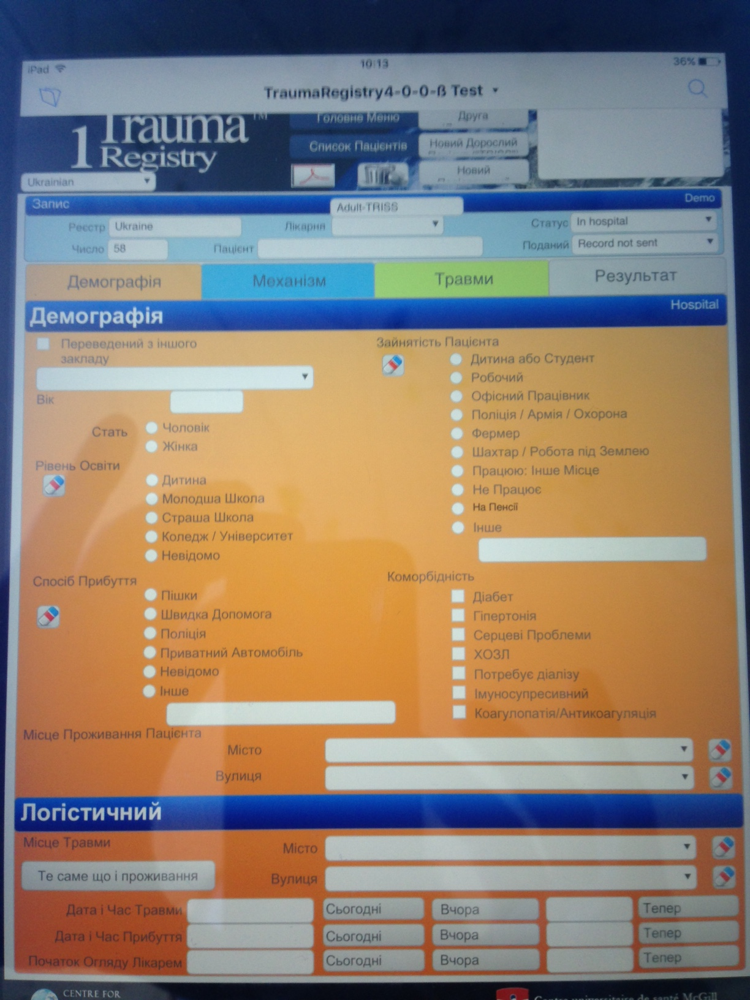 iPad 10:13 36%
TraumaRegistry4-0-0-ß Test
1 Trauma ™
Registry
Головне Меню
Друга
Список Пацієнтів
Новий Дорослий
Новий
Ukrainian
Запис
Adult-TRISS
Demo
Реєстр Ukraine Лікарня Статус In hospital
Число 58 Пацієнт Поданий Record not sent
Демографія Механізм Травми Результат
Демографія
Hospital
Переведений з іншого
закладу
Вік
Стать
Чоловік
Жінка
Рівень Освіти
Дитина
Молодша Школа
Страша Школа
Коледж / Університет
Невідомо
Спосіб Прибуття
Пішки
Швидка Допомога
Поліція
Приватний Автомобіль
Невідомо
Інше
Зайнятість Пацієнта
Дитина або Студент
Робочий
Офісний Працівник
Поліція / Армія / Охорона
Фермер
Шахтар / Робота під Землею
Працюю: Інше Місце
Не Працює
На Пенсії
Інше
Коморбідність
Діабет
Гіпертонія
Серцеві Проблеми
ХОЗЛ
Потребує діалізу
Імуносупресивний
Коагулопатія/Антикоагуляція
Місце Проживання Пацієнта
Місто
Вулиця
Логістичний
Місце Травми
Місто
Те саме що і проживання
Вулиця
Дата і Час Травми Сьогодні Вчора Тепер
Дата і Час Прибуття Сьогодні Вчора Тепер
Початок Огляду Лікарем Сьогодні Вчора Тепер
CENTRE FOR
Centre universitaire de santé McGill